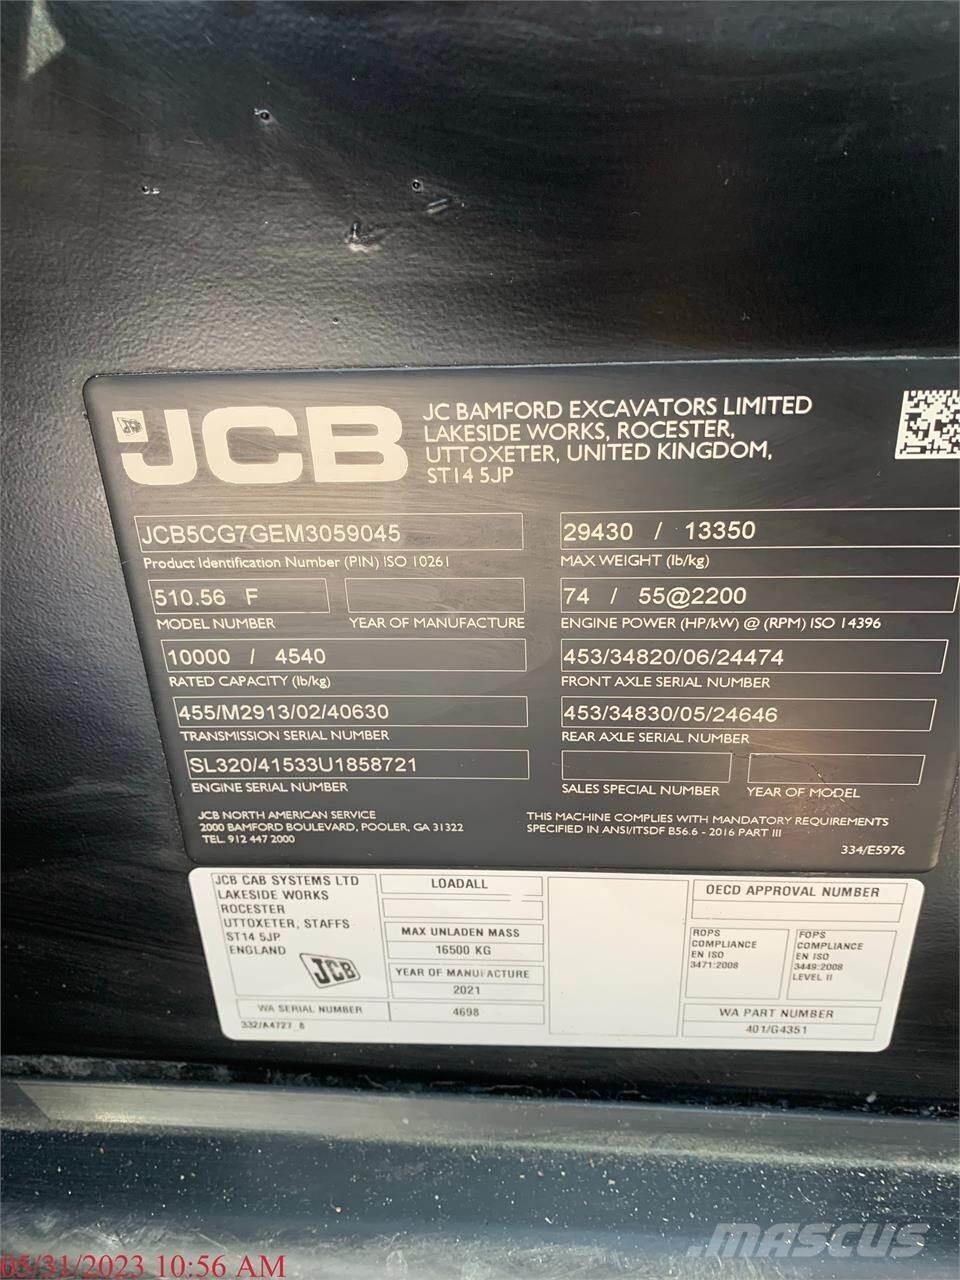 JCB
JC BAMFORD EXCAVATORS LIMITED
LAKESIDE WORKS, ROCESTER,
UTTOXETER, UNITED KINGDOM,
ST14 5JP
JCB5CG7GEM3059045
Product Identification Number (PIN) ISO 10261
29430 / 13350
MAX WEIGHT (lb/kg)
510.56 F
MODEL NUMBER
YEAR OF MANUFACTURE
74 / 55@2200
ENGINE POWER (HP/kW) @ (RPM) ISO 14396
10000 / 4540
RATED CAPACITY (lb/kg)
453/34820/06/24474
FRONT AXLE SERIAL NUMBER
455/M2913/02/40630
TRANSMISSION SERIAL NUMBER
453/34830/05/24646
REAR AXLE SERIAL NUMBER
SL320/41533U1858721
ENGINE SERIAL NUMBER
SALES SPECIAL NUMBER
YEAR OF MODEL
JCB NORTH AMERICAN SERVICE
2000 BAMFORD BOULEVARD, POOLER, GA 31322
TEL. 912 447 2000
THIS MACHINE COMPLIES WITH MANDATORY REQUIREMENTS
SPECIFIED IN ANSI/ITSDF B56.6 - 2016 PART III
334/E5976
JCB CAB SYSTEMS LTD
LAKESIDE WORKS
ROCESTER
UTTOXETER, STAFFS
ST14 5JP
ENGLAND
JCB
WA SERIAL NUMBER
332/A4727 8
LOADALL
MAX UNLADEN MASS
16500 KG
YEAR OF MANUFACTURE
2021
4698
OECD APPROVAL NUMBER
ROPS
COMPLIANCE
EN ISO
3471:2008
FOPS
COMPLIANCE
EN ISO
3449:2008
LEVEL II
WA PART NUMBER
401/G4351
MASCUS
05/31/2023 10:56 AM